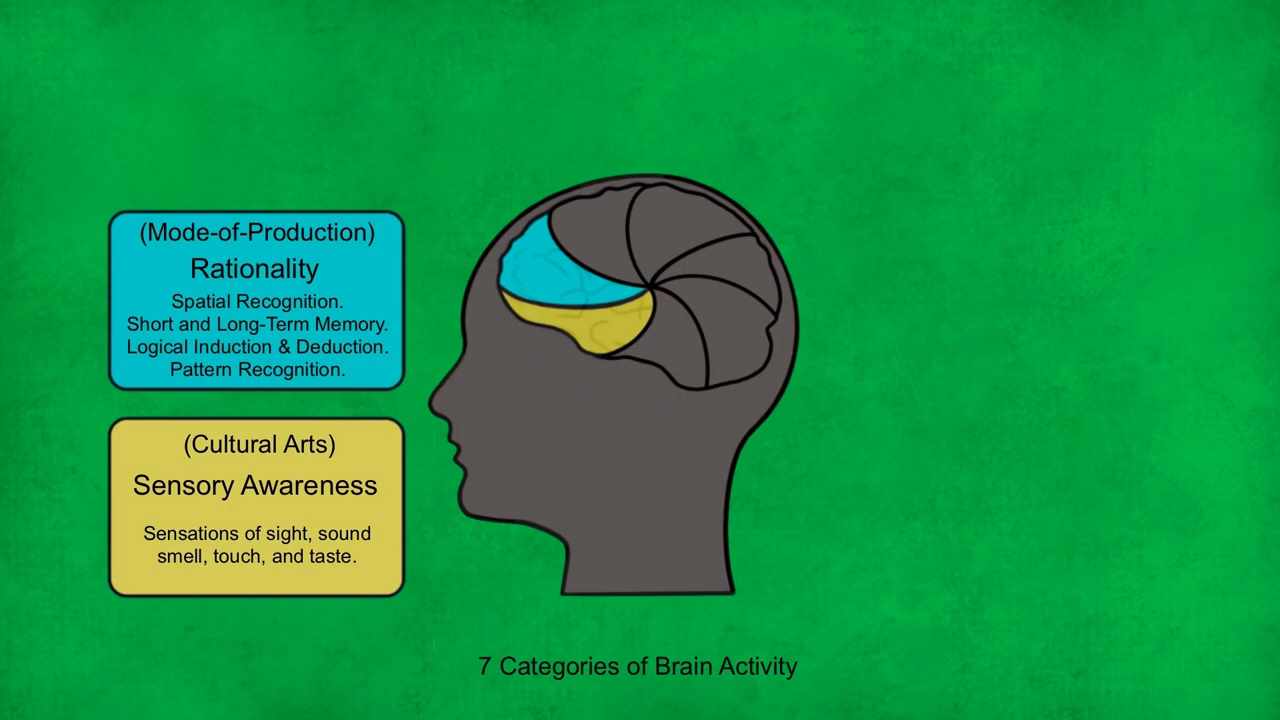 (Mode-of-Production)
Rationality
Spatial Recognition.
Short and Long-Term Memory.
Logical Induction & Deduction.
Pattern Recognition.
(Cultural Arts)
Sensory Awareness
Sensations of sight, sound
smell, touch, and taste.
7 Categories of Brain Activity